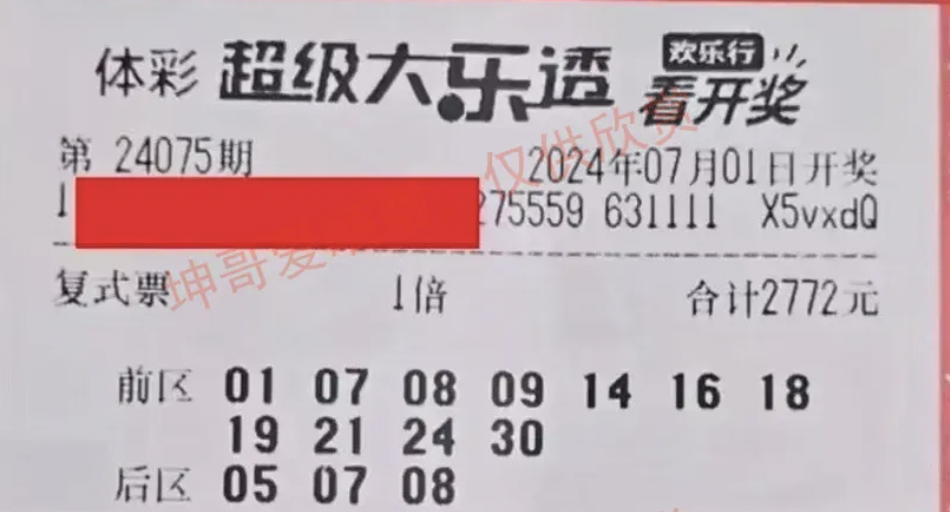 体彩 超级大乐透 欢乐行 看开奖
第 24075期 2024年07月01日开奖
1 275559 631111 X5vxdQ
复式票 1倍 合计2772元
前区 01 07 08 09 14 16 18
19 21 24 30
后区 05 07 08
仅供欣赏
坤哥爱